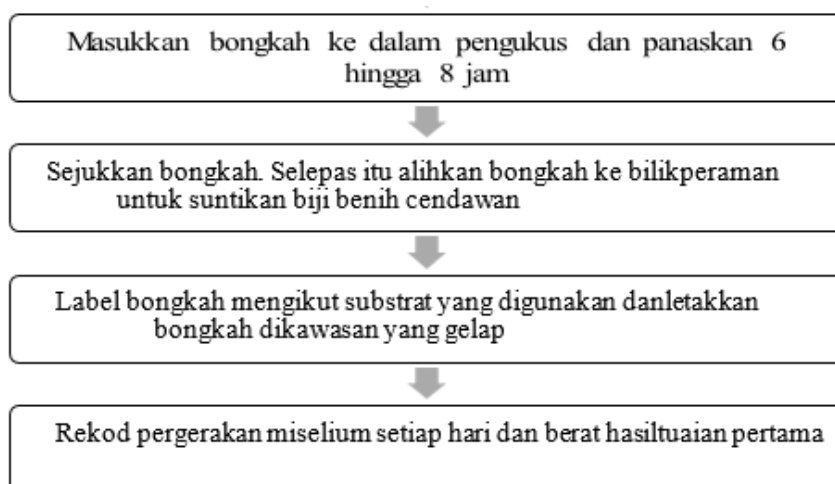 Masukkan bongkah ke dalam pengukus dan panaskan 6
hingga 8 jam
Sejukkan bongkah. Selepas itu alihkan bongkah ke bilikperaman
untuk suntikan biji benih cendawan
Label bongkah mengikut substrat yang digunakan danletakkan
bongkah dikawasan yang gelap
Rekod pergerakan miselium setiap hari dan berat hasiltuaian pertama